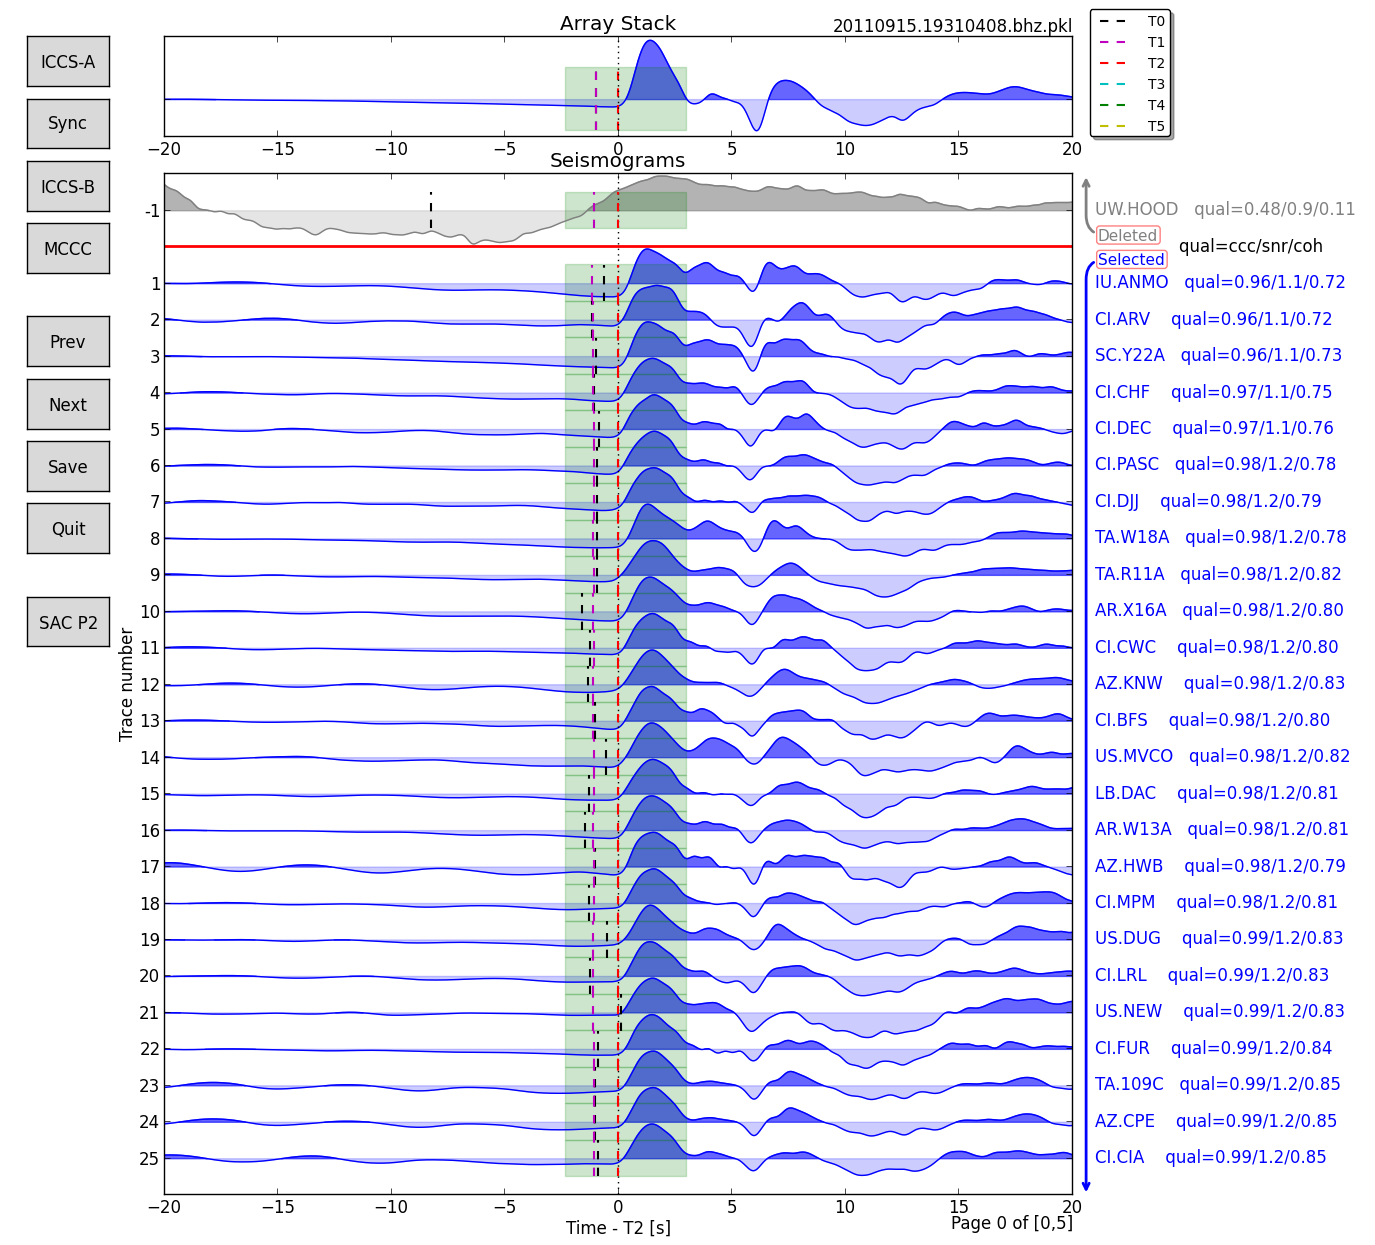 Array Stack
20110915.19310408.bhz.pkl
T0
T1
T2
T3
T4
T5
ICCS-A
Sync
ICCS-B
MCCC
Prev
Next
Save
Quit
SAC P2
−20 −15 −10 −5 0 5 10 15 20
Seismograms
-1 UW.HOOD qual=0.48/0.9/0.11
Deleted
qual=ccc/snr/coh
Selected
1 IU.ANMO qual=0.96/1.1/0.72
2 CI.ARV qual=0.96/1.1/0.72
3 SC.Y22A qual=0.96/1.1/0.73
4 CI.CHF qual=0.97/1.1/0.75
5 CI.DEC qual=0.97/1.1/0.76
6 CI.PASC qual=0.98/1.2/0.78
7 CI.DJJ qual=0.98/1.2/0.79
8 TA.W18A qual=0.98/1.2/0.78
9 TA.R11A qual=0.98/1.2/0.82
10 AR.X16A qual=0.98/1.2/0.80
11 CI.CWC qual=0.98/1.2/0.80
12 AZ.KNW qual=0.98/1.2/0.83
13 CI.BFS qual=0.98/1.2/0.80
14 US.MVCO qual=0.98/1.2/0.82
15 LB.DAC qual=0.98/1.2/0.81
16 AR.W13A qual=0.98/1.2/0.81
17 AZ.HWB qual=0.98/1.2/0.79
18 CI.MPM qual=0.98/1.2/0.81
19 US.DUG qual=0.99/1.2/0.83
20 CI.LRL qual=0.99/1.2/0.83
21 US.NEW qual=0.99/1.2/0.83
22 CI.FUR qual=0.99/1.2/0.84
23 TA.109C qual=0.99/1.2/0.85
24 AZ.CPE qual=0.99/1.2/0.85
25 CI.CIA qual=0.99/1.2/0.85
Trace number
−20 −15 −10 −5 0 5 10 15 20
Time - T2 [s]
Page 0 of [0,5]